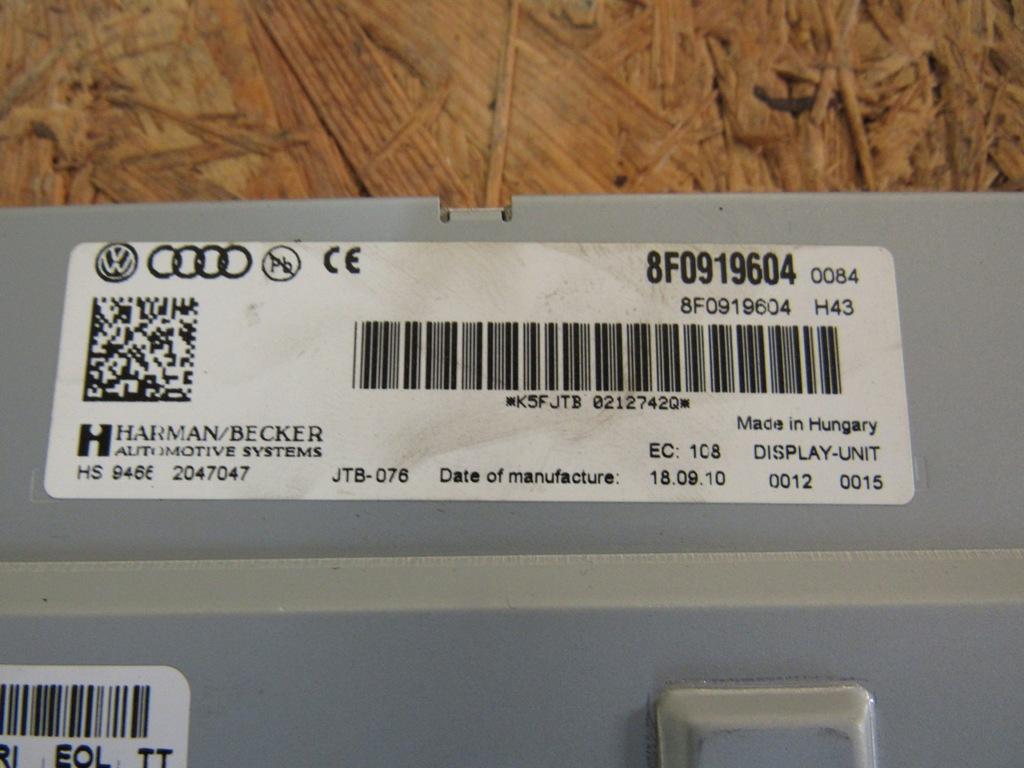 CE 8F0919604 0084
8F0919604 H43
*K5FJTB 0212742Q*
Made in Hungary
HARMAN/BECKER
AUTOMOTIVE SYSTEMS
EC: 108 DISPLAY-UNIT
HS 9466 2047047 JTB-076 Date of manufacture: 18.09.10 0012 0015
RI EOL TT